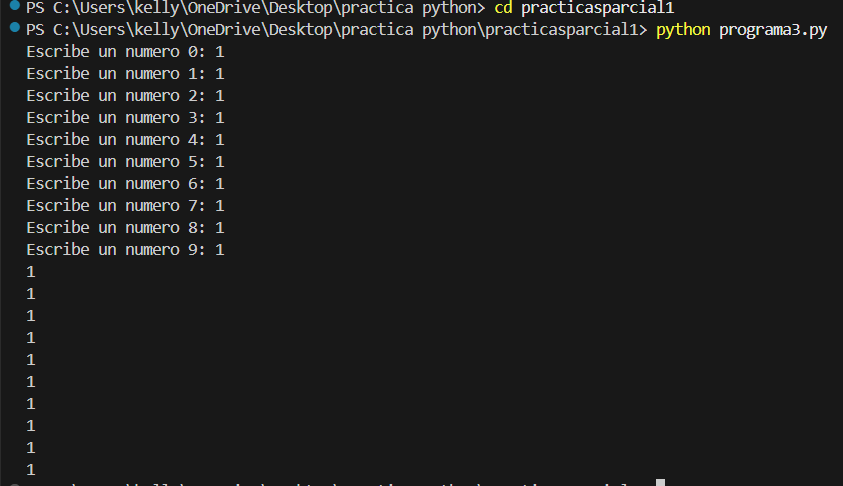 PS C:\Users\kelly\OneDrive\Desktop\practica python> cd practicasparcial1
PS C:\Users\kelly\OneDrive\Desktop\practica python\practicasparcial1> python programa3.py
Escribe un numero 0: 1
Escribe un numero 1: 1
Escribe un numero 2: 1
Escribe un numero 3: 1
Escribe un numero 4: 1
Escribe un numero 5: 1
Escribe un numero 6: 1
Escribe un numero 7: 1
Escribe un numero 8: 1
Escribe un numero 9: 1
1
1
1
1
1
1
1
1
1
1